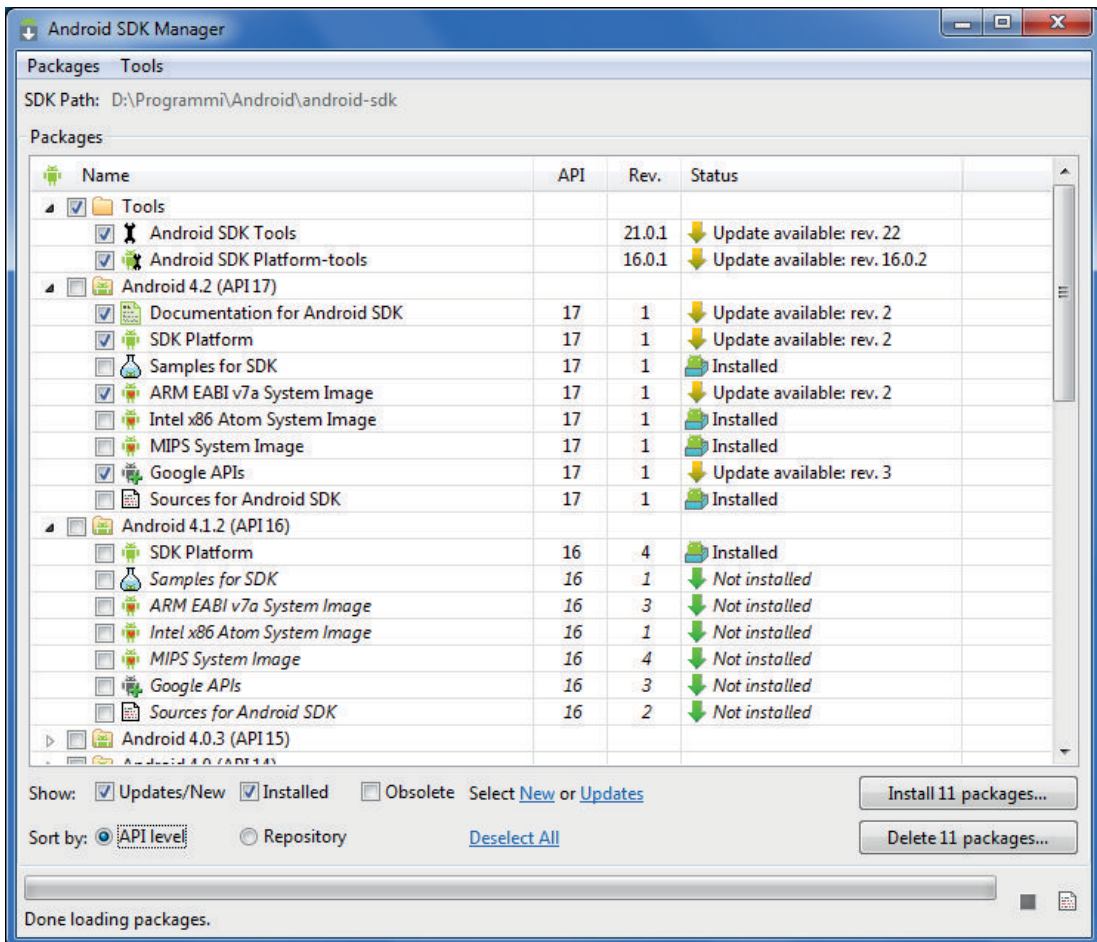 Android SDK Manager
Packages Tools
SDK Path: D:\Programmi\Android\android-sdk
Packages
Name API Rev. Status
Tools
Android SDK Tools 21.0.1 Update available: rev. 22
Android SDK Platform-tools 16.0.1 Update available: rev. 16.0.2
Android 4.2 (API 17)
Documentation for Android SDK 17 1 Update available: rev. 2
SDK Platform 17 1 Update available: rev. 2
Samples for SDK 17 1 Installed
ARM EABI v7a System Image 17 1 Update available: rev. 2
Intel x86 Atom System Image 17 1 Installed
MIPS System Image 17 1 Installed
Google APIs 17 1 Update available: rev. 3
Sources for Android SDK 17 1 Installed
Android 4.1.2 (API 16)
SDK Platform 16 4 Installed
Samples for SDK 16 1 Not installed
ARM EABI v7a System Image 16 3 Not installed
Intel x86 Atom System Image 16 1 Not installed
MIPS System Image 16 4 Not installed
Google APIs 16 3 Not installed
Sources for Android SDK 16 2 Not installed
Android 4.0.3 (API 15)
Android 4.0 (API 14)
Show: Updates/New Installed Obsolete Select New or Updates Install 11 packages...
Sort by: API level Repository Deselect All Delete 11 packages...
Done loading packages.